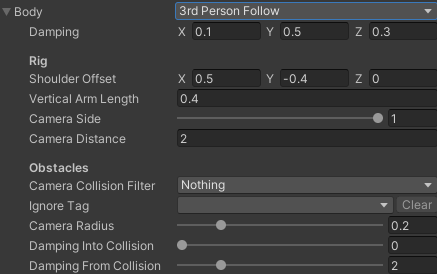 Body 3rd Person Follow
Damping X 0.1 Y 0.5 Z 0.3
Rig
Shoulder Offset X 0.5 Y -0.4 Z 0
Vertical Arm Length 0.4
Camera Side 1
Camera Distance 2
Obstacles
Camera Collision Filter Nothing
Ignore Tag Clear
Camera Radius 0.2
Damping Into Collision 0
Damping From Collision 2